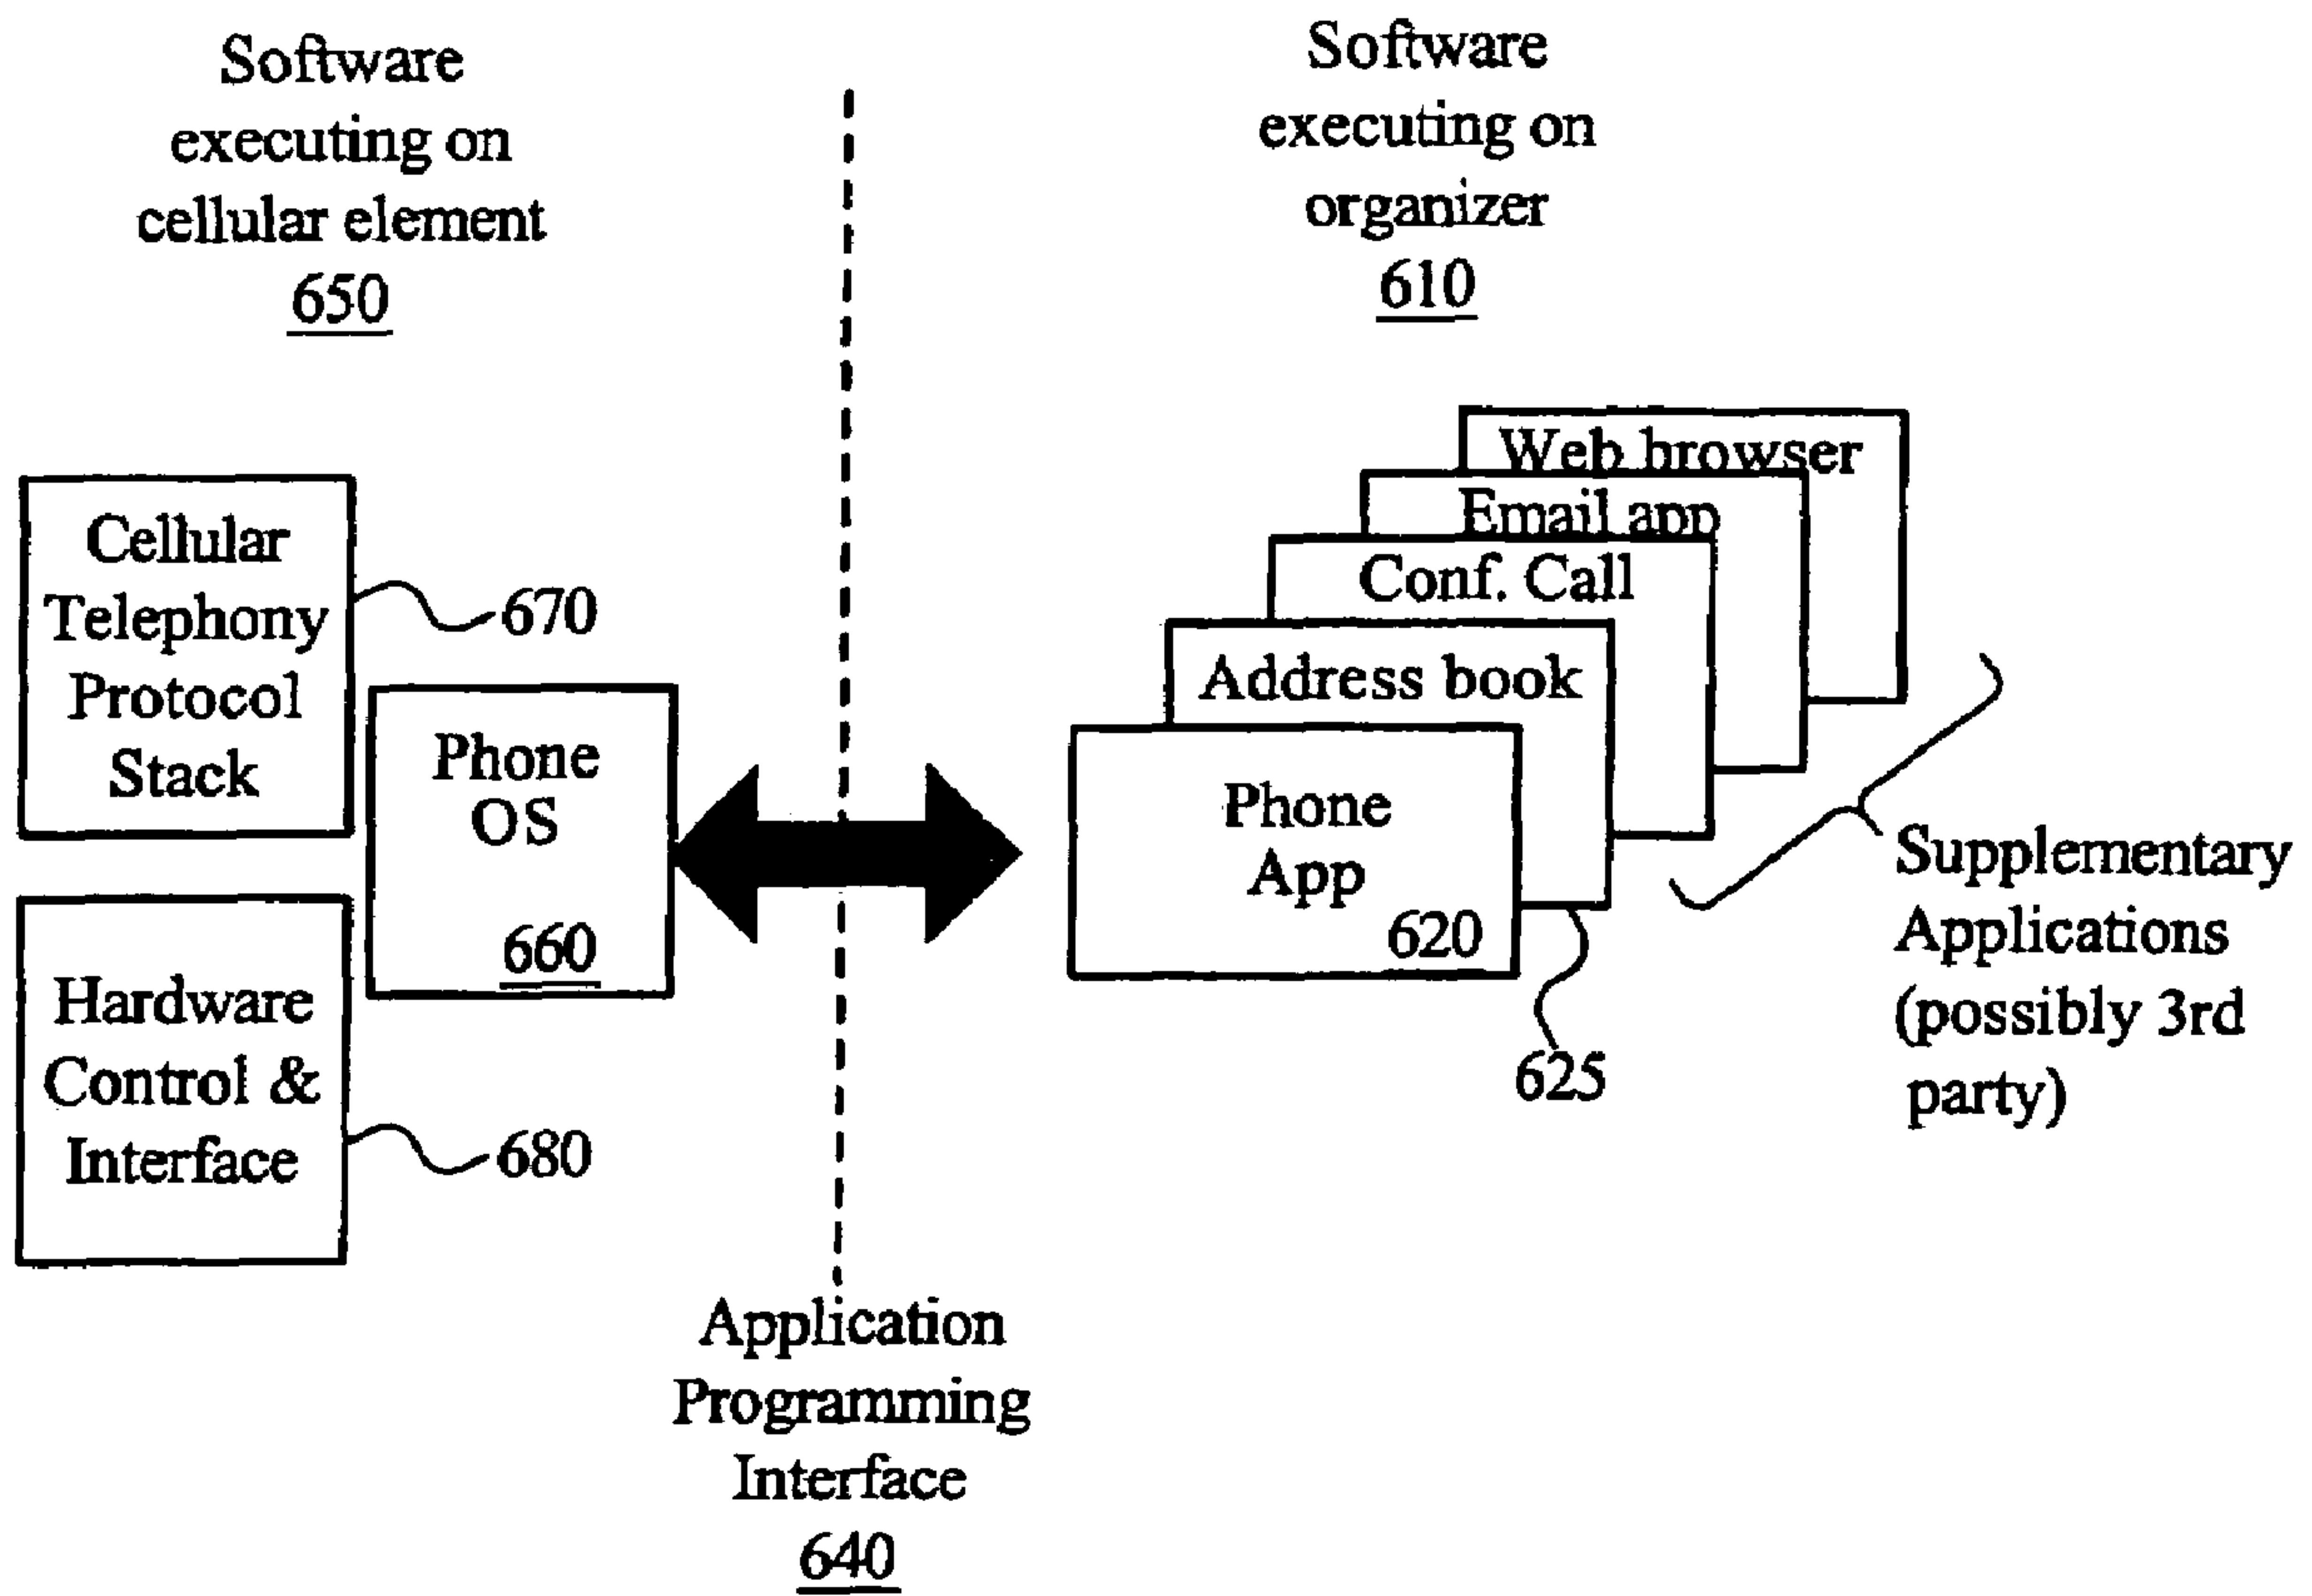 Software
executing on
cellular element
650
Software
executing on
organizer
610
Cellular
Telephony
Protocol
Stack
670
Phone
OS
660
Hardware
Control &
Interface
680
Web browser
Email app
Conf. Call
Address book
Phone
App
620
625
Supplementary
Applications
(possibly 3rd
party)
Application
Programming
Interface
640